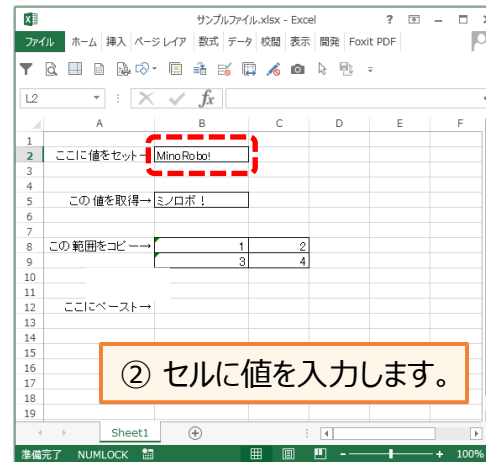 サンプルファイル.xlsx - Excel ?
ファイル ホーム 挿入 ページ レイア 数式 データ 校閲 表示 開発 Foxit PDF
L2 fx
A B C D E F
1
2 ここに値をセット→ MinoRobo!
3
4
5 この値を取得→ ミノロボ！
6
7
8 この範囲をコピー→ 1 2
9 3 4
10
11
12 ここにペースト→
13
14
15
16
17
18
19
② セルに値を入力します。
Sheet1
準備完了 NUMLOCK 100%